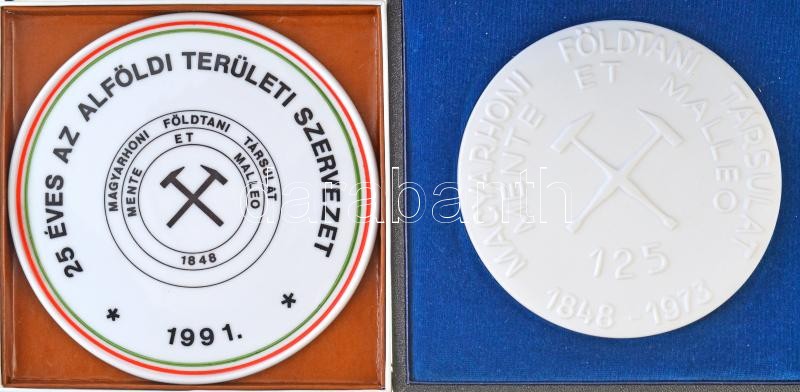 25 ÉVES AZ ALFÖLDI TERÜLETI SZERVEZET
MAGYARHONI FÖLDTANI TÁRSULAT
MENTE ET MALLEO
1848
* 1991. *
MAGYARHONI FÖLDTANI TÁRSULAT
MENTE ET MALLEO
125
1848-1973
darabanth